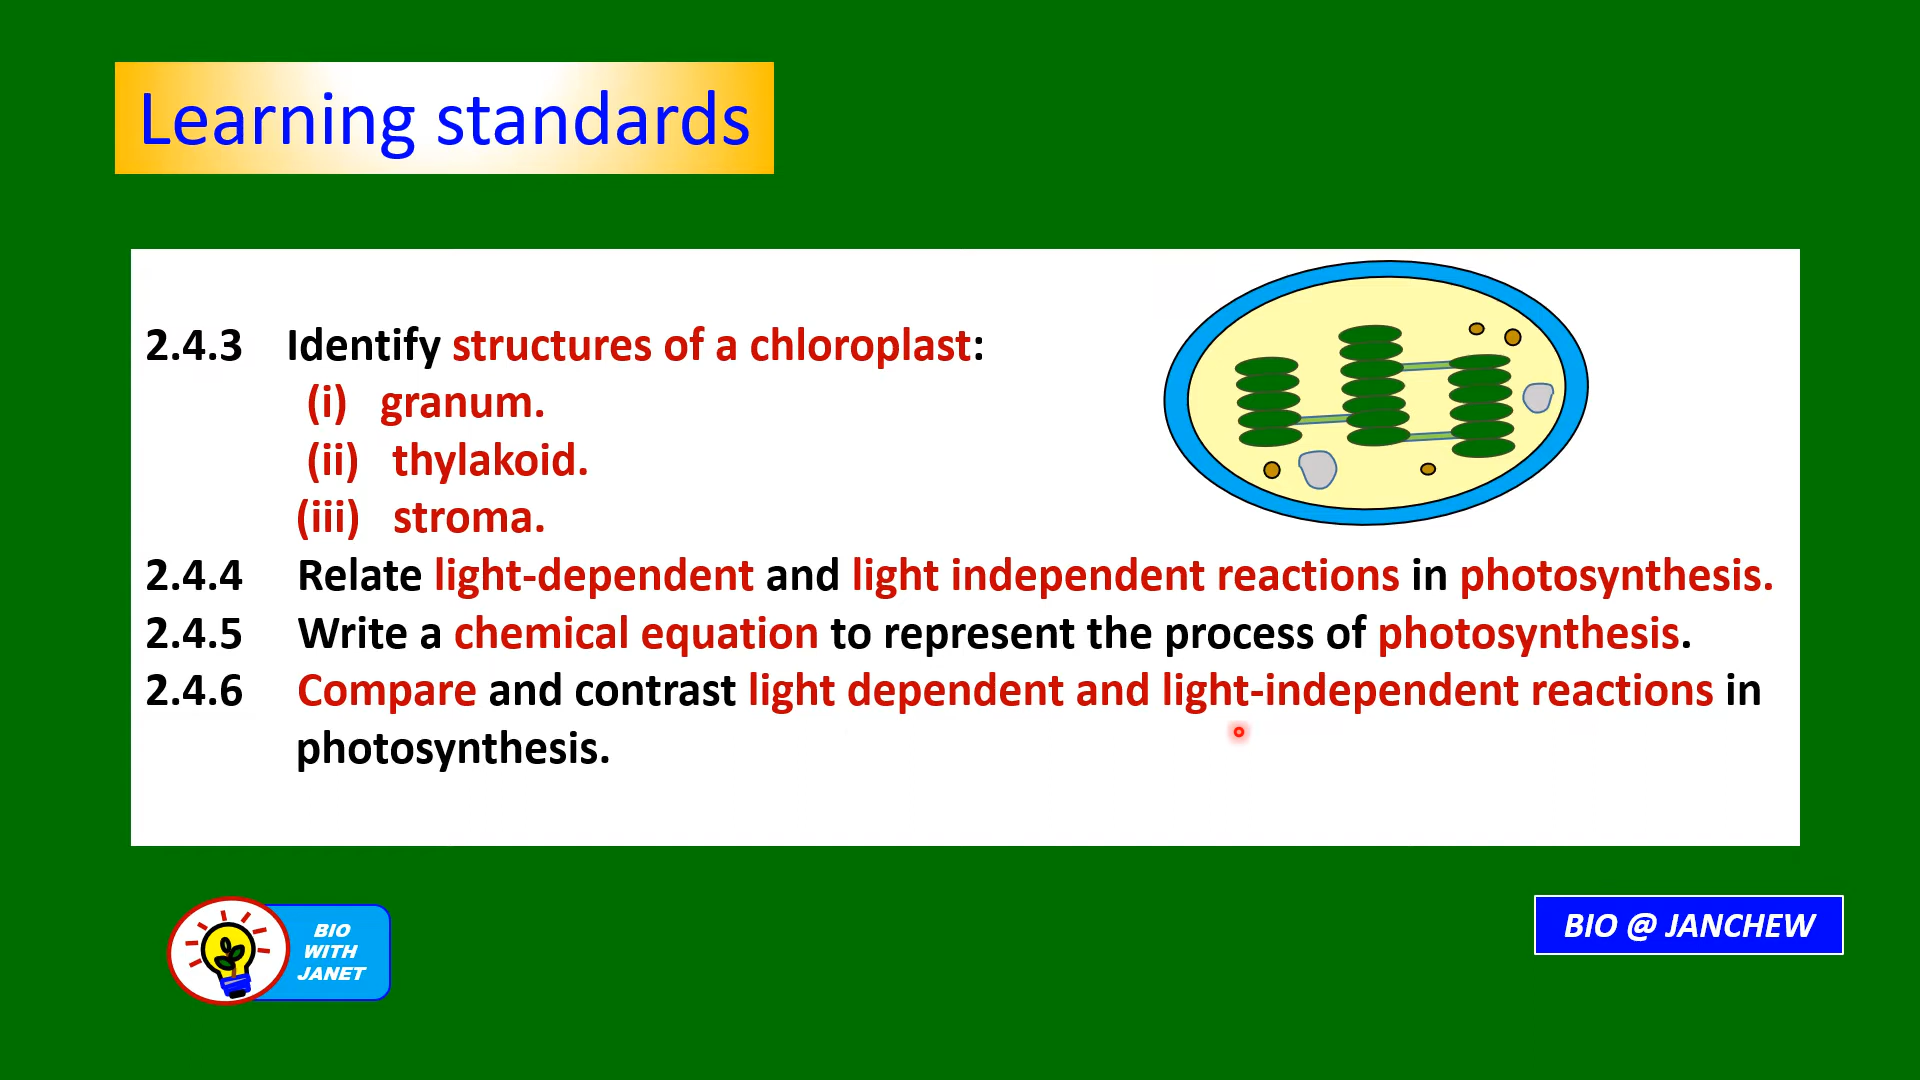 Learning standards
2.4.3 Identify structures of a chloroplast:
(i) granum.
(ii) thylakoid.
(iii) stroma.
2.4.4 Relate light-dependent and light independent reactions in photosynthesis.
2.4.5 Write a chemical equation to represent the process of photosynthesis.
2.4.6 Compare and contrast light dependent and light-independent reactions in
photosynthesis.
BIO
WITH
JANET
BIO @ JANCHEW